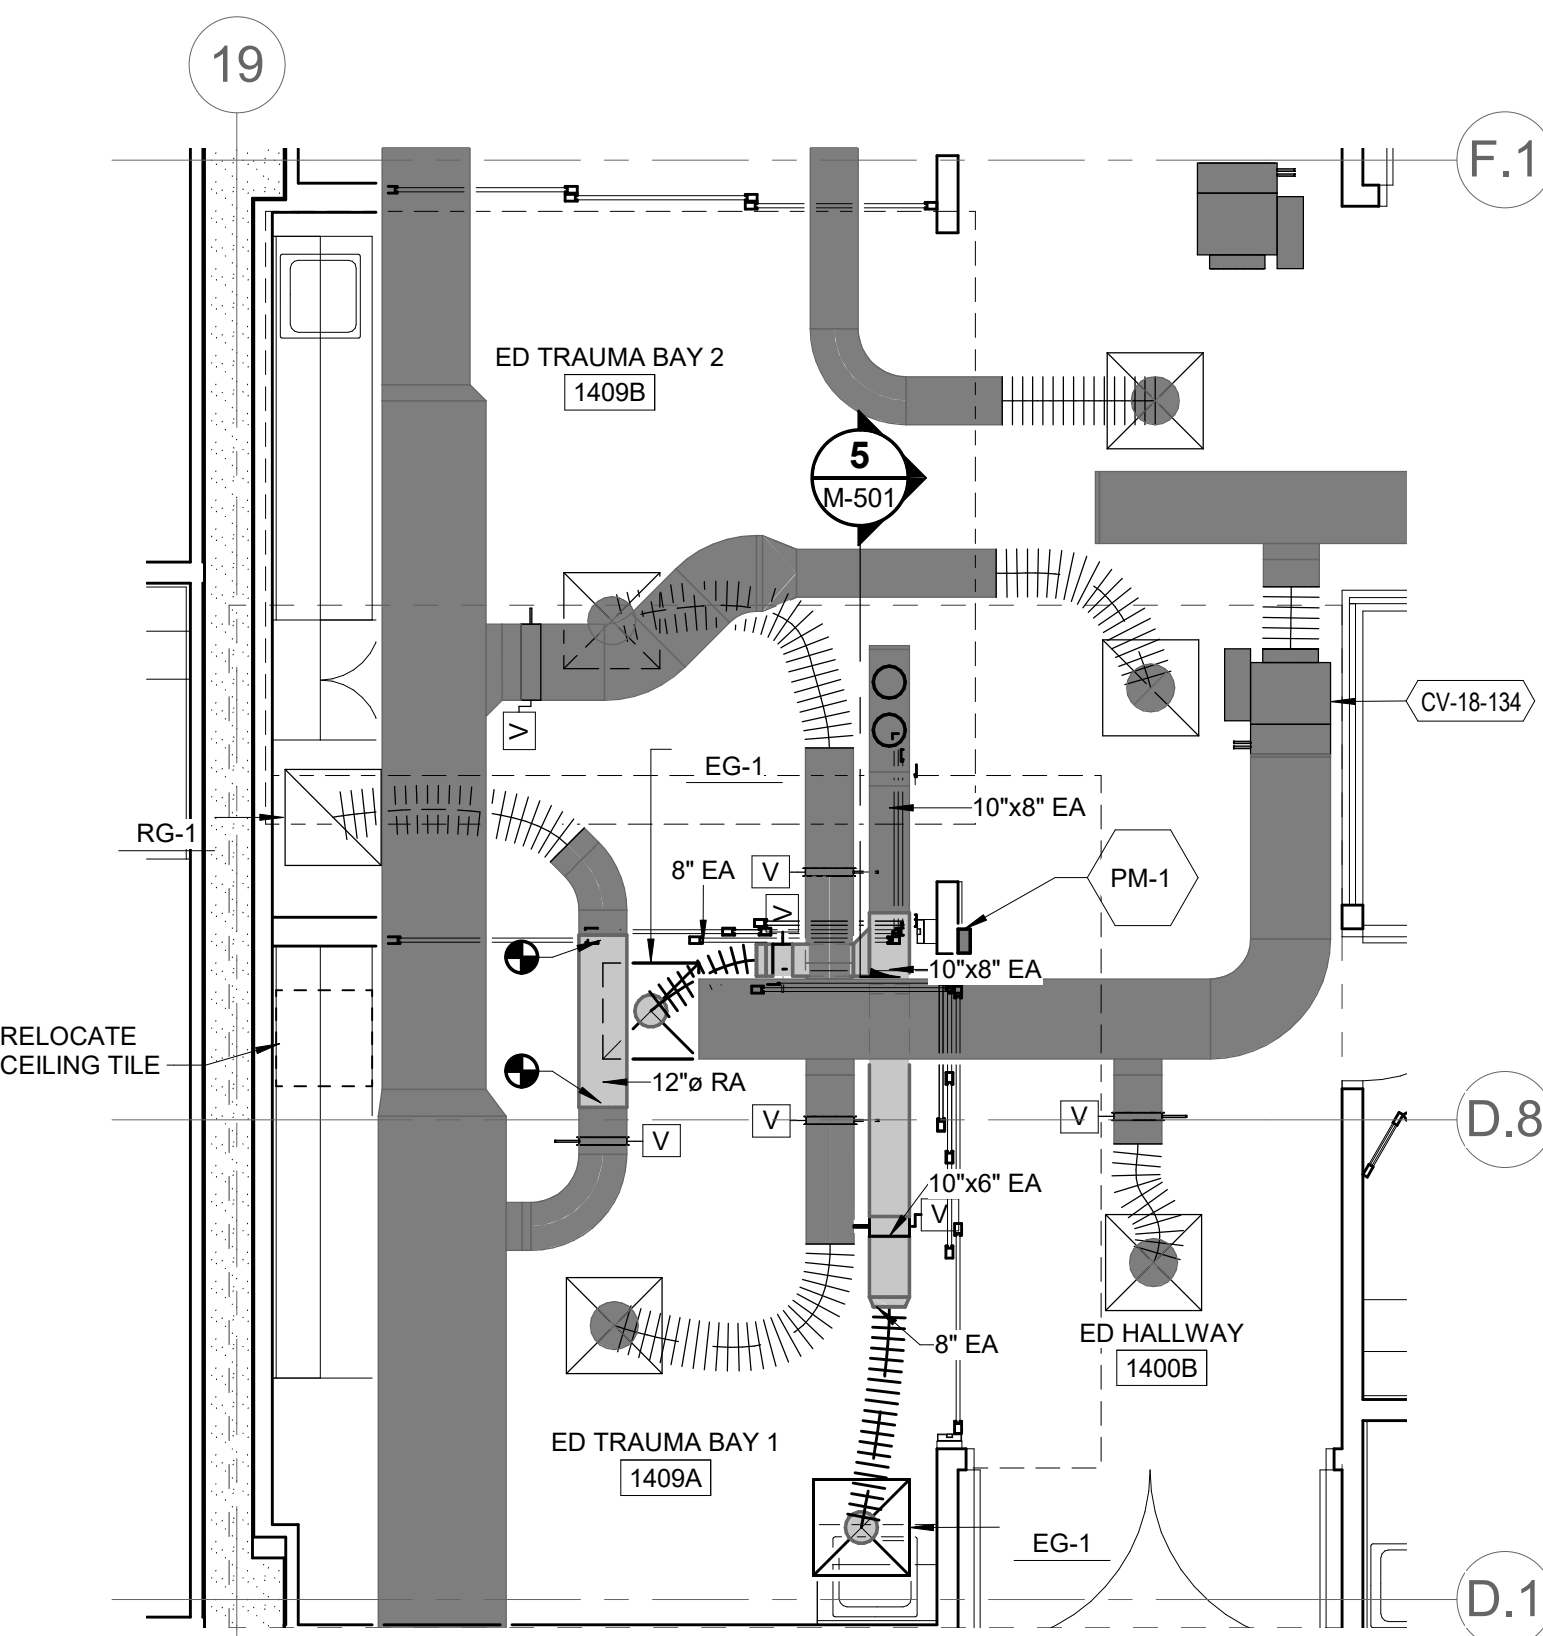 19
F.1
ED TRAUMA BAY 2
1409B
5
M-501
CV-18-134
V
EG-1
10"x8" EA
RG-1
8" EA
V
V
PM-1
10"x8" EA
RELOCATE
CEILING TILE
12"ø RA
V
V
V
D.8
10"x6" EA
V
8" EA
ED HALLWAY
1400B
ED TRAUMA BAY 1
1409A
EG-1
D.1